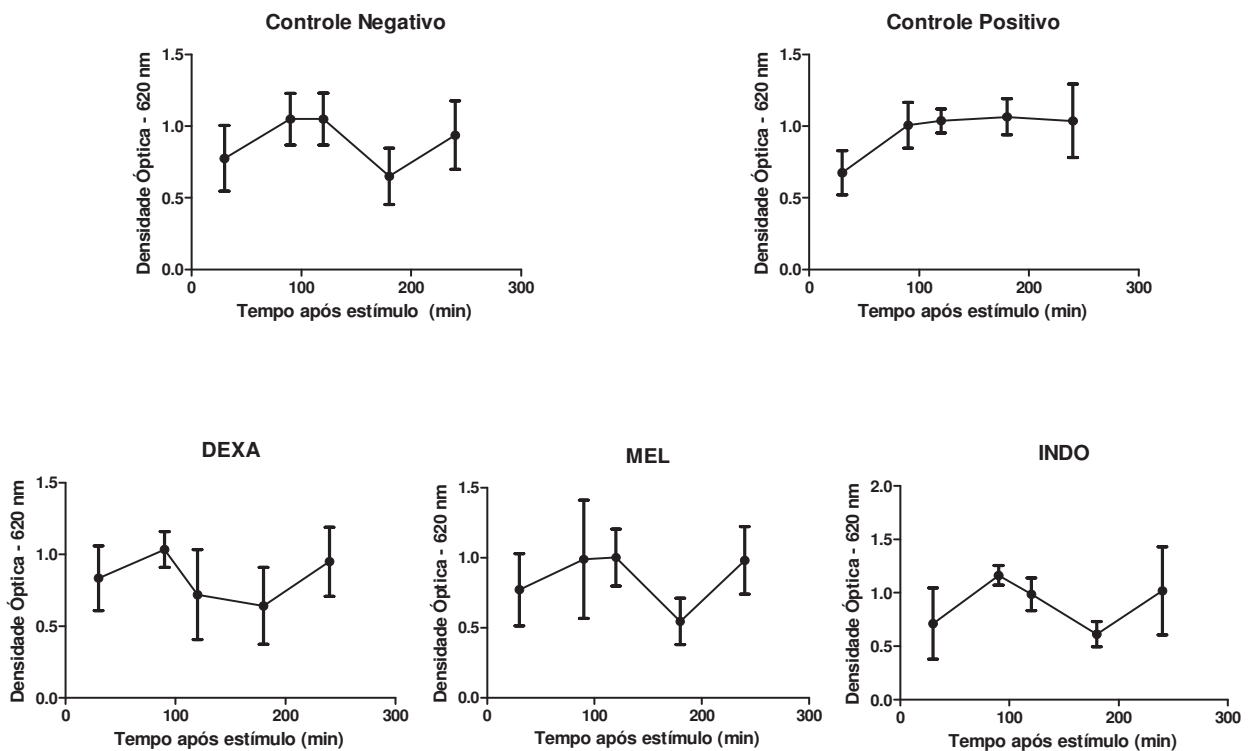 Controle Negativo
Densidade Óptica - 620 nm
1.5
1.0
0.5
0.0
0 100 200 300
Tempo após estímulo (min)
Controle Positivo
Densidade Óptica - 620 nm
1.5
1.0
0.5
0.0
0 100 200 300
Tempo após estímulo (min)
DEXA
Densidade Óptica - 620 nm
1.5
1.0
0.5
0.0
0 100 200 300
Tempo após estímulo (min)
MEL
Densidade Óptica - 620 nm
1.5
1.0
0.5
0.0
0 100 200 300
Tempo após estímulo (min)
INDO
Densidade Óptica - 620 nm
2.0
1.5
1.0
0.5
0.0
0 100 200 300
Tempo após estímulo (min)